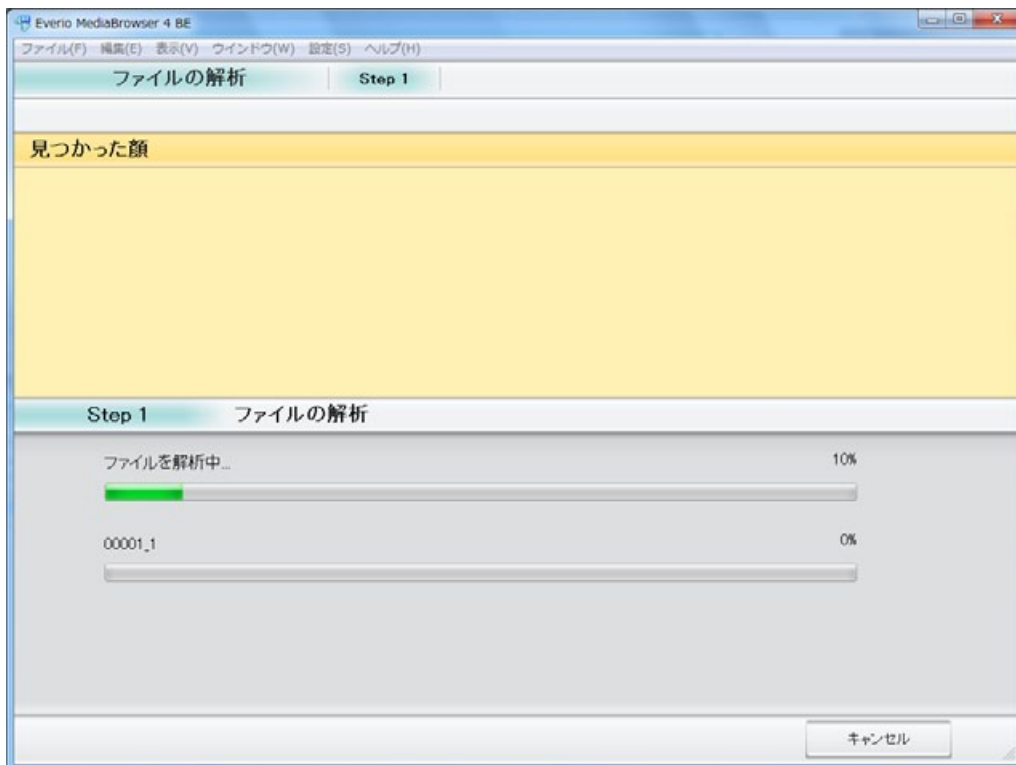 Everio MediaBrowser 4 BE
ファイル(F) 編集(E) 表示(V) ウインドウ(W) 設定(S) ヘルプ(H)
ファイルの解析 Step 1
見つかった顔
Step 1 ファイルの解析
ファイルを解析中... 10%
00001_1 0%
キャンセル